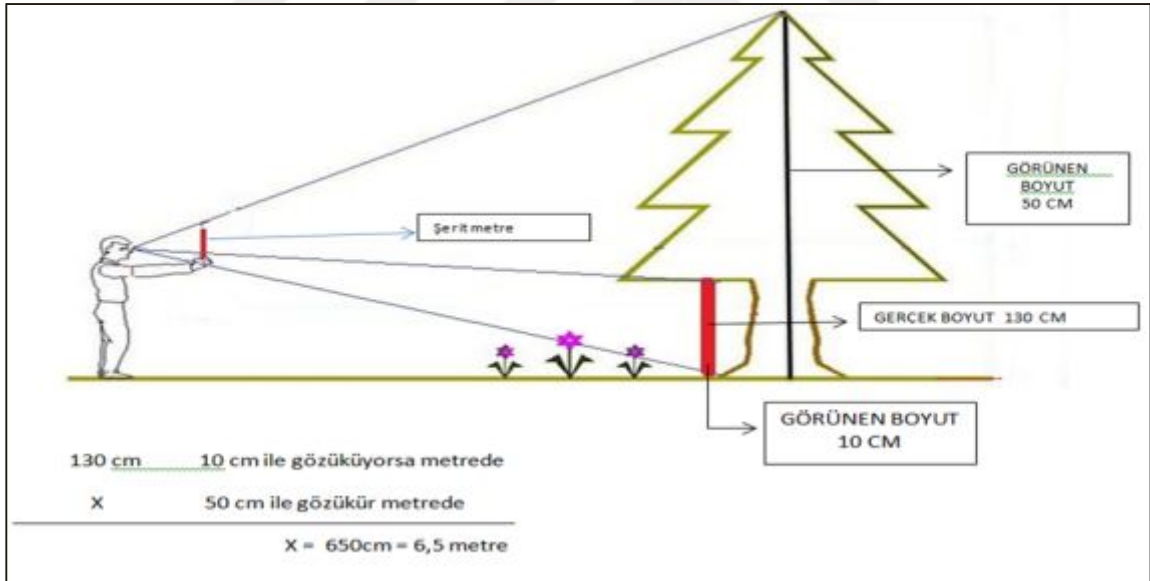 GÖRÜNEN
BOYUT
50 CM
Şerit metre
GERÇEK BOYUT 130 CM
GÖRÜNEN BOYUT
10 CM
130 cm 10 cm ile gözüküyorsa metrede
X 50 cm ile gözükür metrede
X = 650cm = 6,5 metre